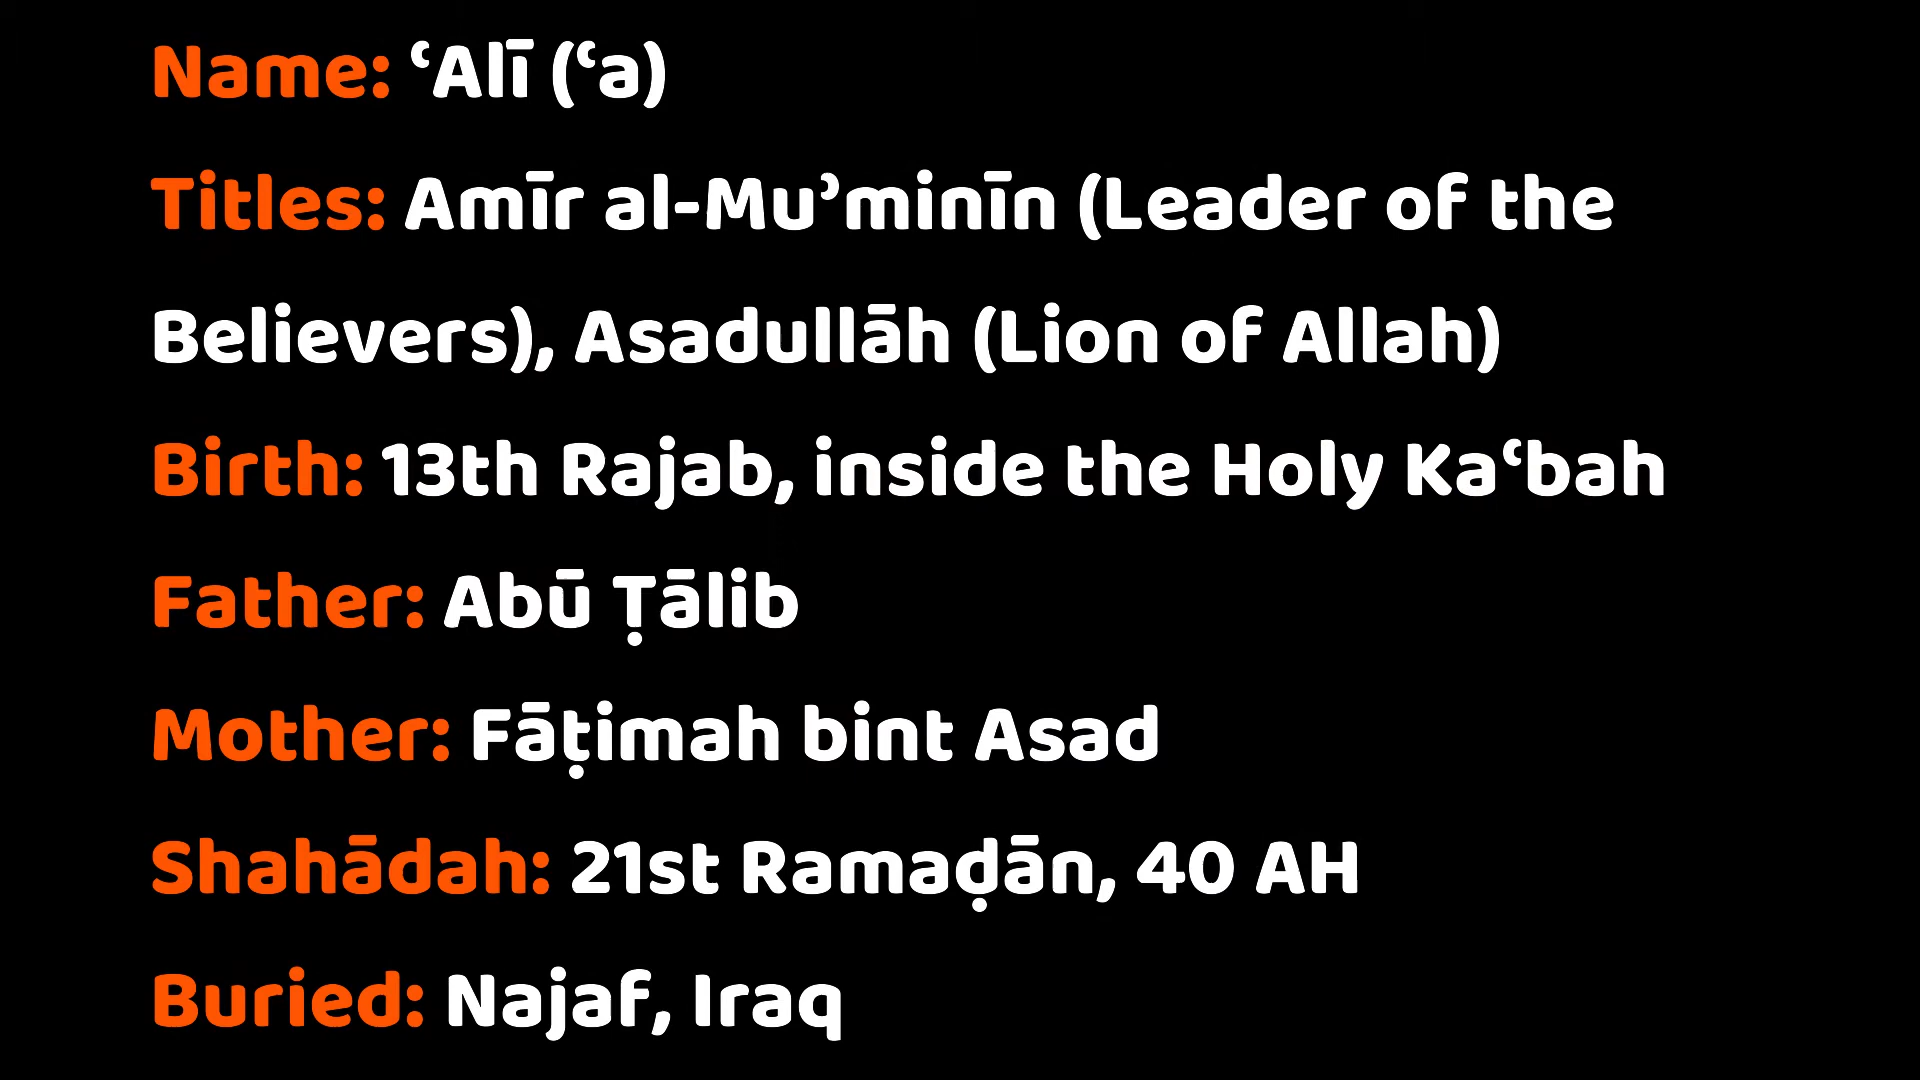 Name: ʿAlī (ʿa)
Titles: Amīr al-Muʾminīn (Leader of the
Believers), Asadullāh (Lion of Allah)
Birth: 13th Rajab, inside the Holy Kaʿbah
Father: Abū Ṭālib
Mother: Fāṭimah bint Asad
Shahādah: 21st Ramaḍān, 40 AH
Buried: Najaf, Iraq